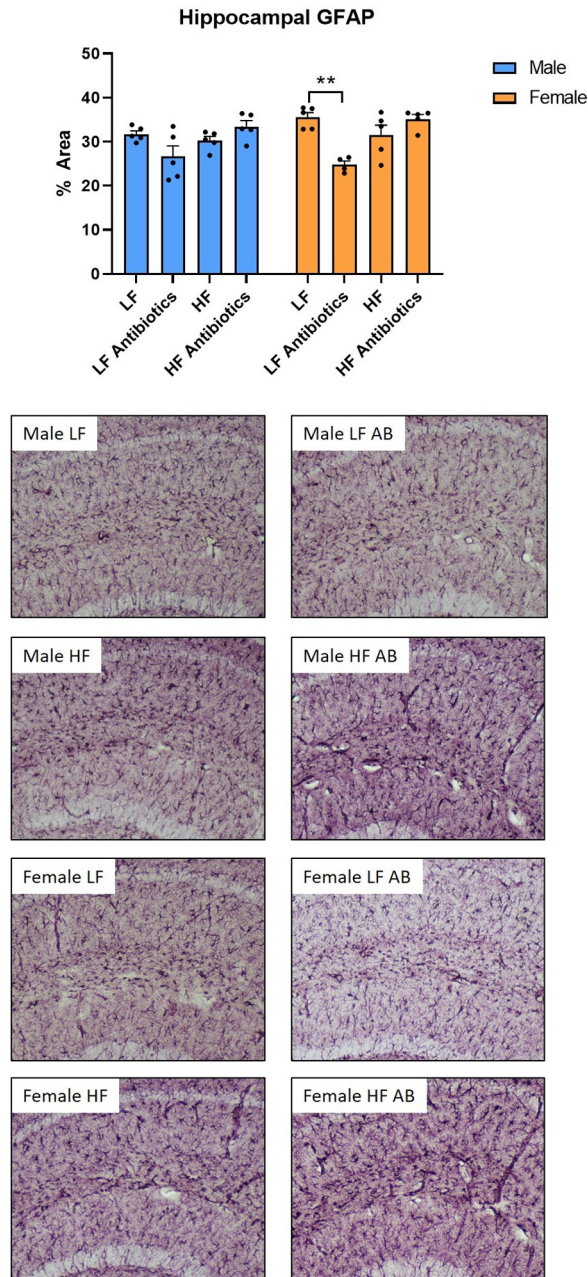 Hippocampal GFAP
% Area
50
40
30
20
10
0
**
Male
Female
LF
LF Antibiotics
HF
HF Antibiotics
LF
LF Antibiotics
HF
HF Antibiotics
Male LF
Male LF AB
Male HF
Male HF AB
Female LF
Female LF AB
Female HF
Female HF AB